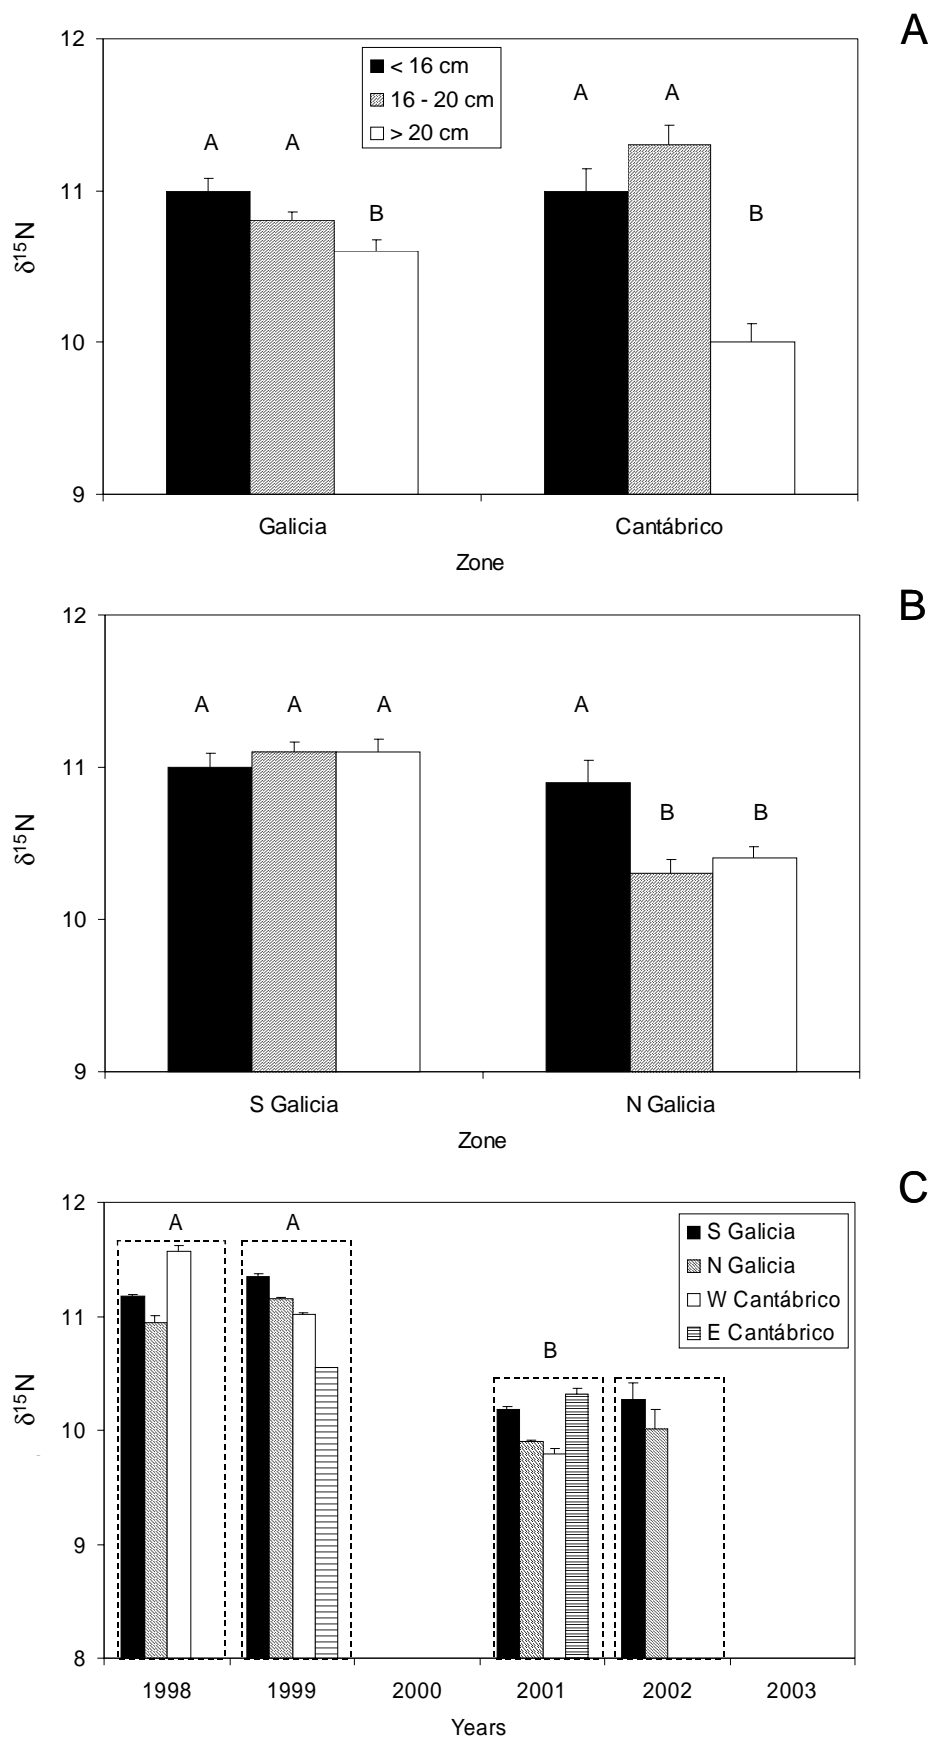 A
12
< 16 cm
16 - 20 cm
> 20 cm
A A
A A
B
B
11
10
9
δ15N
Galicia Cantábrico
Zone
B
12
A A A
A
B B
11
10
9
δ15N
S Galicia N Galicia
Zone
C
12
A A
B
S Galicia
N Galicia
W Cantábrico
E Cantábrico
11
10
9
8
δ15N
1998 1999 2000 2001 2002 2003
Years